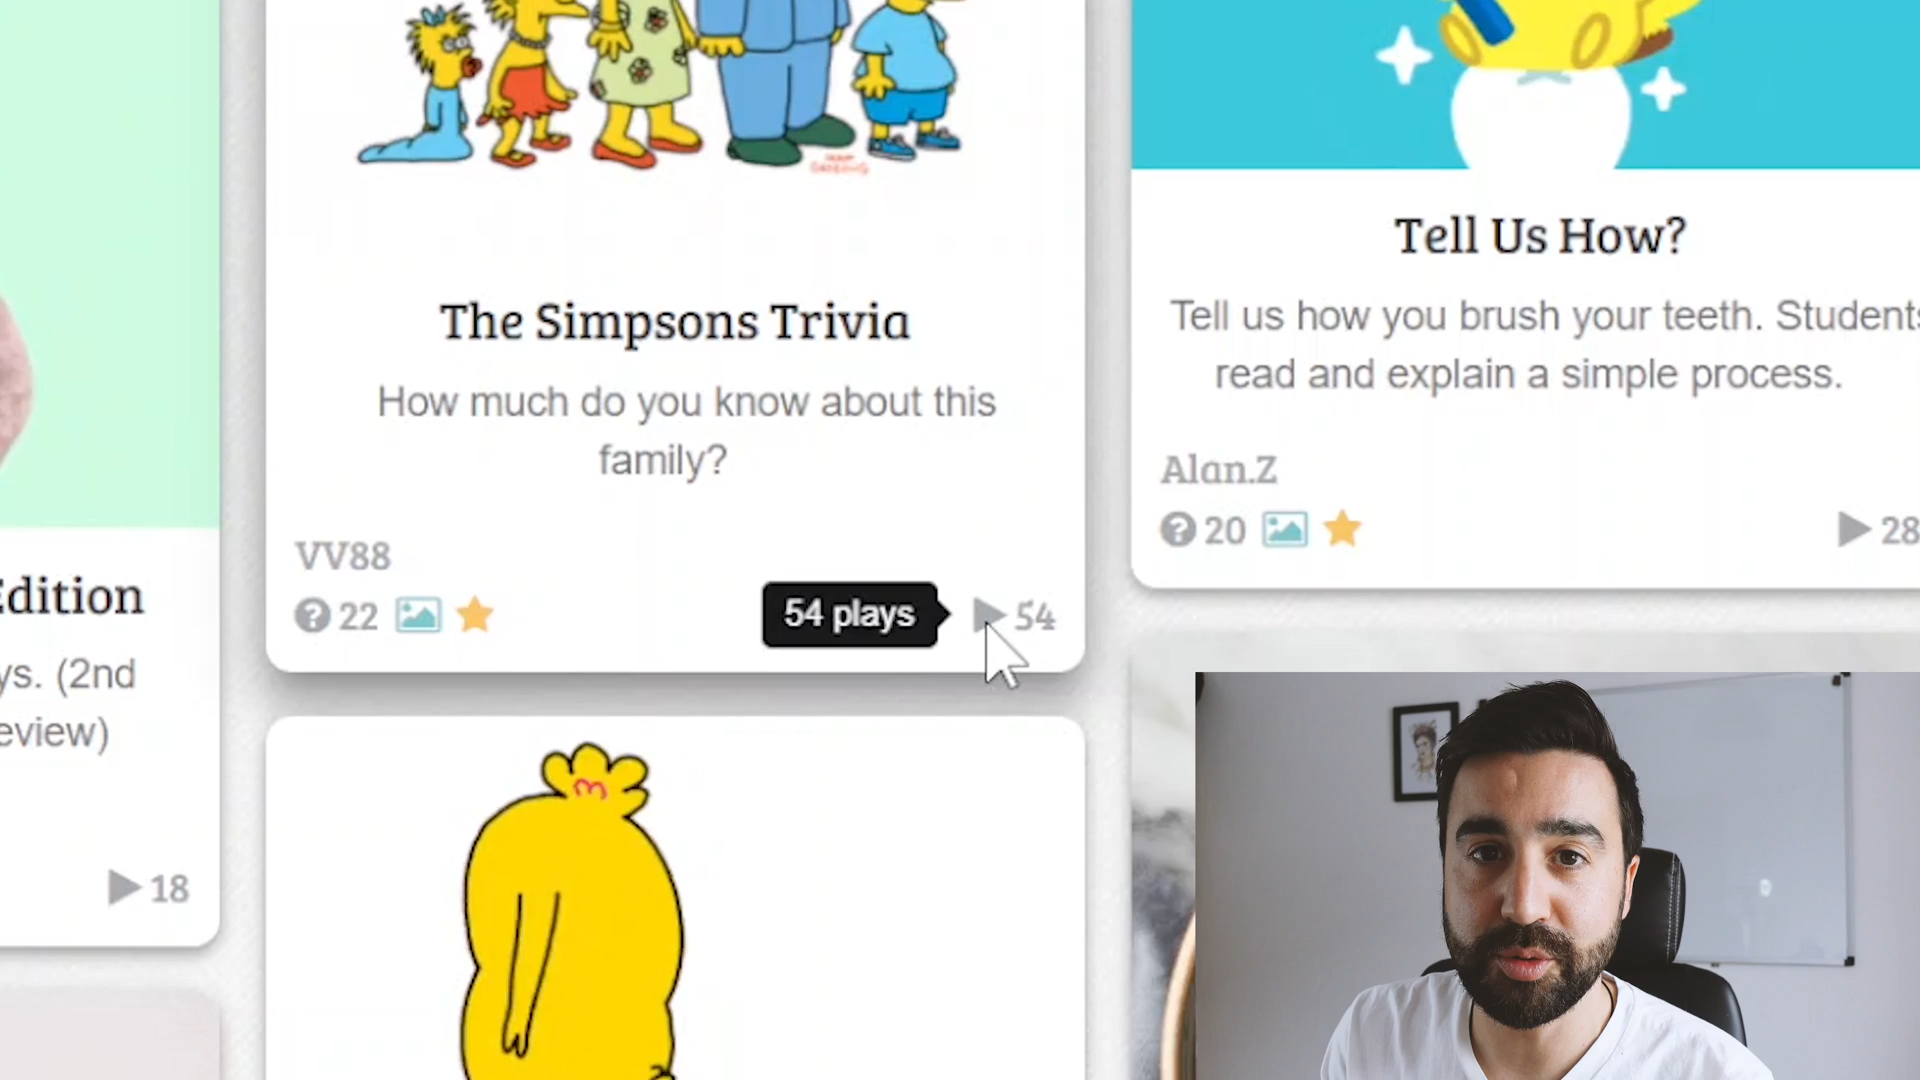 Edition
ys. (2nd
eview)
18
The Simpsons Trivia
How much do you know about this
family?
VV88
22
54 plays
54
Tell Us How?
Tell us how you brush your teeth. Students
read and explain a simple process.
Alan.Z
20
28